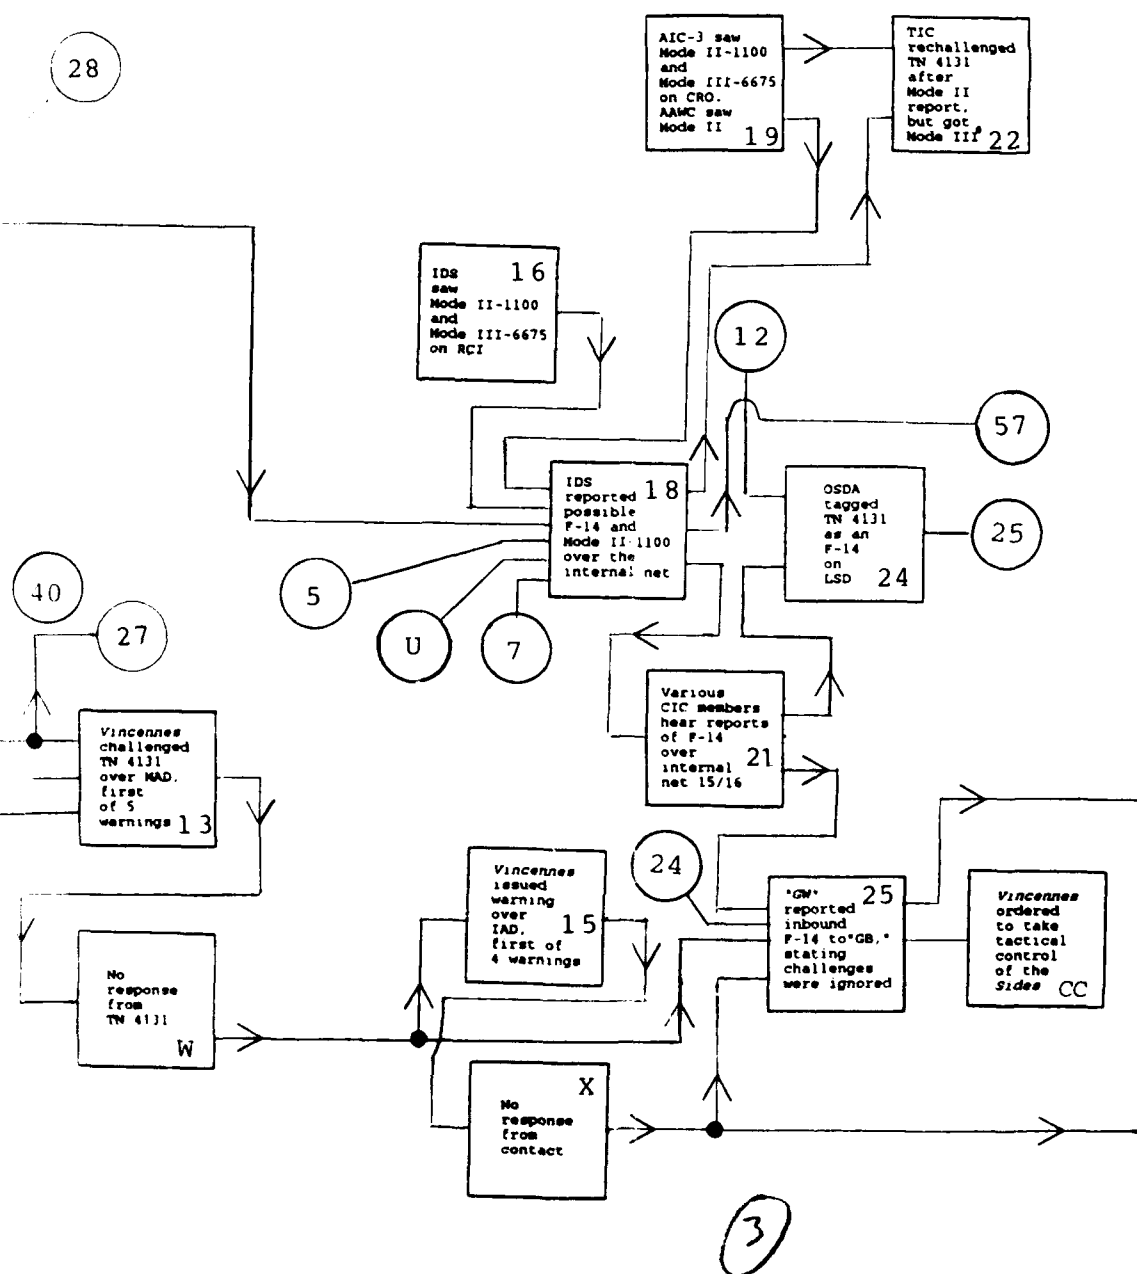 28
AIC-3 saw
Mode II-1100
and
Mode III-6675
on CRO.
AAWC saw
Mode II
19
TIC
rechallenged
TN 4131
after
Mode II
report,
but got
Mode III
22
IDS
16
saw
Mode II-1100
and
Mode III-6675
on RCI
12
57
IDS
reported
18
possible
F-14 and
Mode II-1100
over the
internal net
OSDA
tagged
TN 4131
as an
F-14
on
LSD
24
25
5
U
7
40
27
Vincennes
challenged
TN 4131
over MAD,
first
of 5
warnings
13
Various
CIC members
hear reports
of F-14
over
internal
net 15/16
21
24
Vincennes
issued
warning
over
IAD,
first of
4 warnings
15
"GW"
25
reported
inbound
F-14 to "GB,"
stating
challenges
were ignored
Vincennes
ordered
to take
tactical
control
of the
Sides
CC
No
response
from
TN 4131
W
X
No
response
from
contact
3